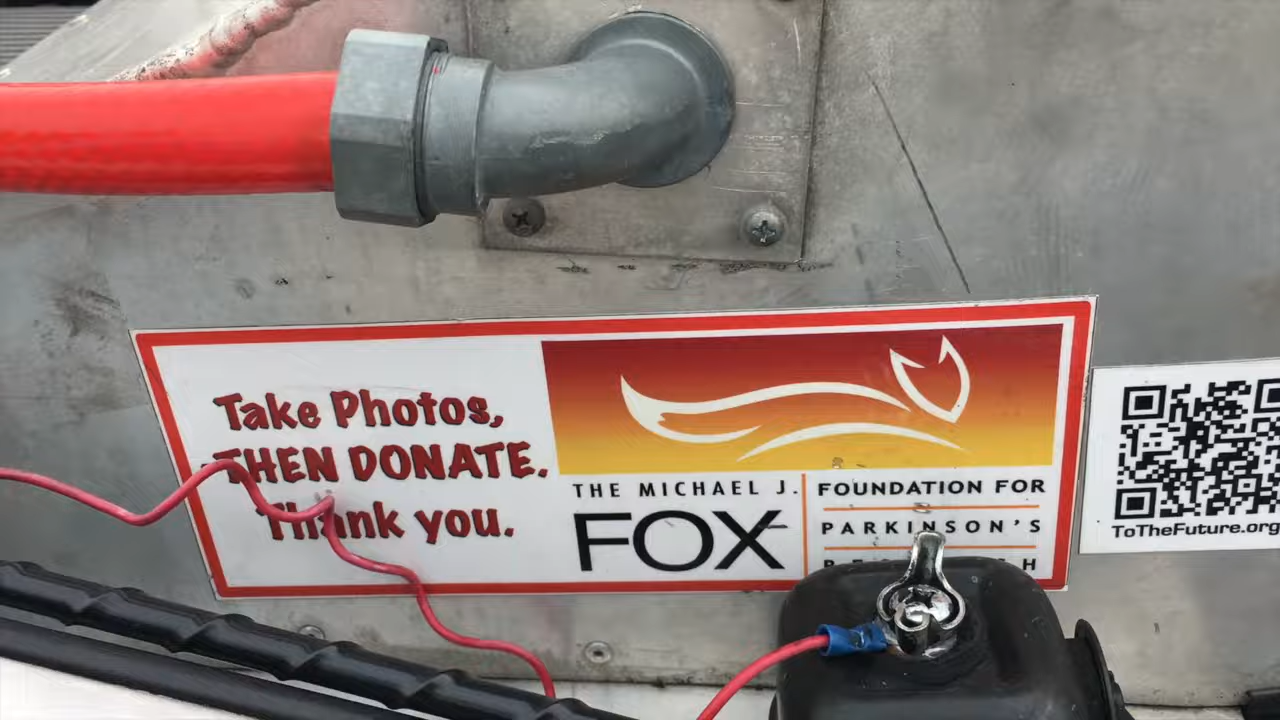 Take Photos,
THEN DONATE.
Thank you.
THE MICHAEL J.
FOX
FOUNDATION FOR
PARKINSON'S
ToTheFuture.org